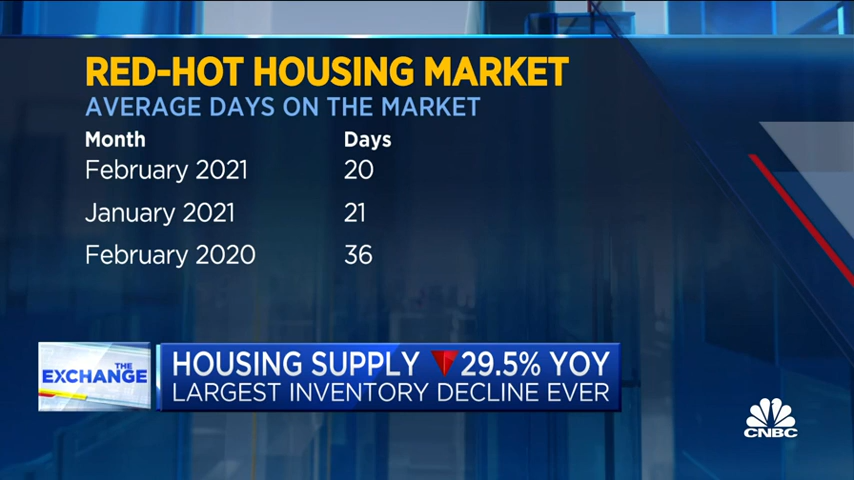 RED-HOT HOUSING MARKET
AVERAGE DAYS ON THE MARKET
Month Days
February 2021 20
January 2021 21
February 2020 36
THE
EXCHANGE
HOUSING SUPPLY ▼29.5% YOY
LARGEST INVENTORY DECLINE EVER
CNBC